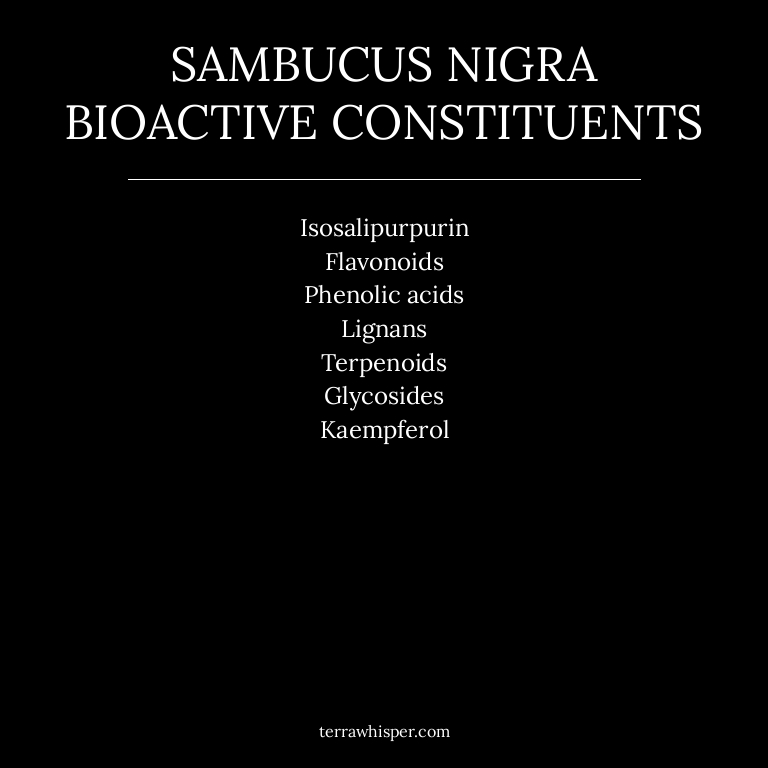 SAMBUCUS NIGRA
BIOACTIVE CONSTITUENTS
Isosalipurpurin
Flavonoids
Phenolic acids
Lignans
Terpenoids
Glycosides
Kaempferol
terrawhisper.com